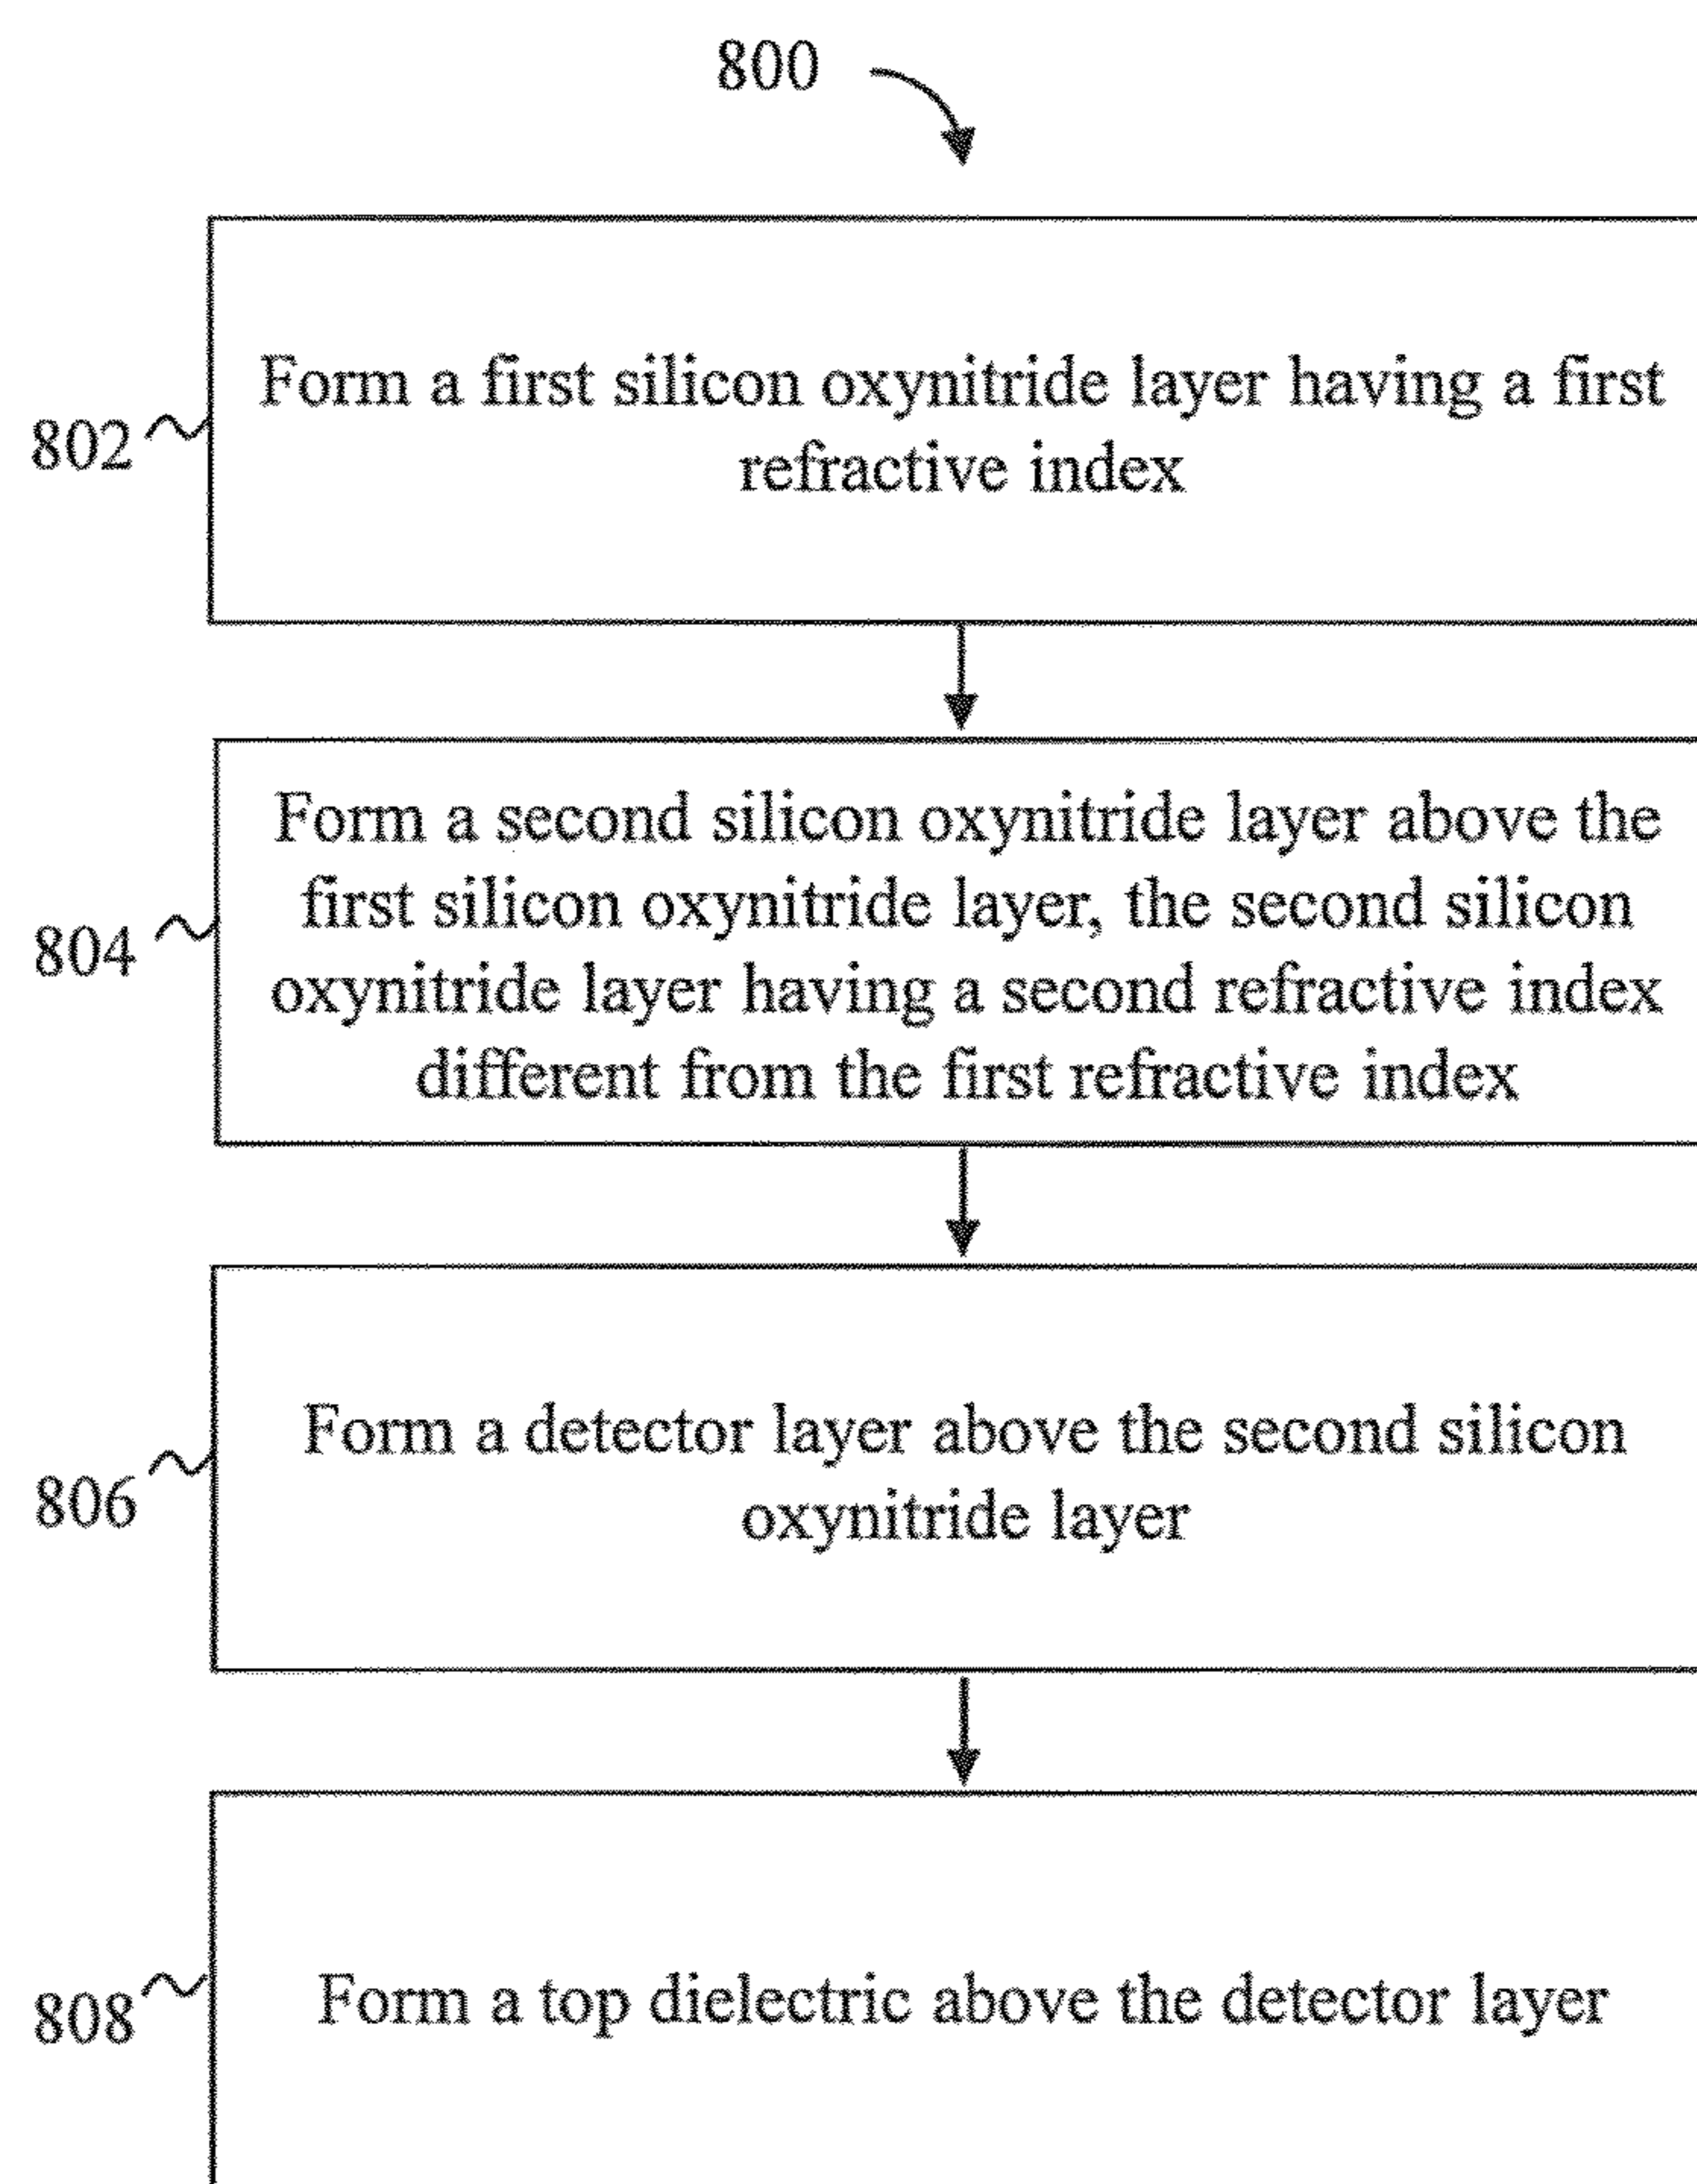 800
802
Form a first silicon oxynitride layer having a first
refractive index
804
Form a second silicon oxynitride layer above the
first silicon oxynitride layer, the second silicon
oxynitride layer having a second refractive index
different from the first refractive index
806
Form a detector layer above the second silicon
oxynitride layer
808
Form a top dielectric above the detector layer